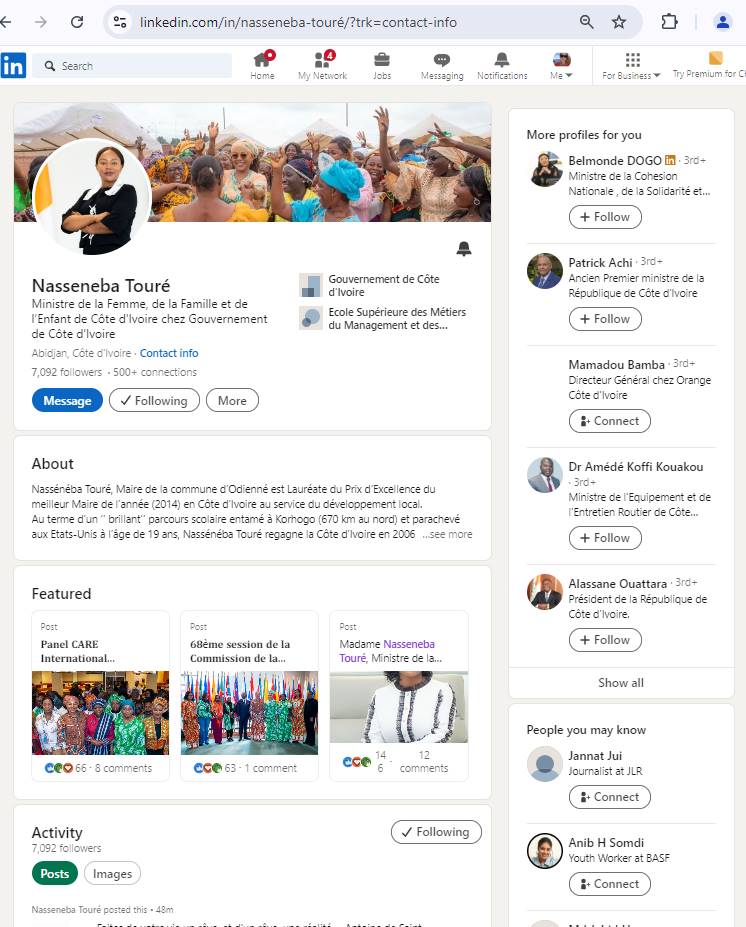 linkedin.com/in/nasseneba-touré/?trk=contact-info
in
Search
Home
4
My Network
Jobs
Messaging
Notifications
Me
For Business
Try Premium for
Nasseneba Touré
Ministre de la Femme, de la Famille et de
l'Enfant de Côte d'Ivoire chez Gouvernement
de Côte d'Ivoire
Abidjan, Côte d'Ivoire · Contact info
7,092 followers · 500+ connections
Message
Following
More
Gouvernement de Côte
d'Ivoire
Ecole Supérieure des Métiers
du Management et des...
About
Nassénéba Touré, Maire de la commune d'Odienné est Lauréate du Prix d'Excellence du
meilleur Maire de l'année (2014) en Côte d'Ivoire au service du développement local.
Au terme d'un '' brillant'' parcours scolaire entamé à Korhogo (670 km au nord) et parachevé
aux Etats-Unis à l'âge de 19 ans, Nassénéba Touré regagne la Côte d'Ivoire en 2006 ...see more
Featured
Post
Panel CARE
International...
66 · 8 comments
Post
68ème session de la
Commission de la...
63 · 1 comment
Post
Madame Nasseneba
Touré, Ministre de la...
14
6 · 12
comments
Activity
7,092 followers
Following
Posts
Images
Nasseneba Touré posted this • 48m
More profiles for you
Belmonde DOGO in · 3rd+
Ministre de la Cohesion
Nationale , de la Solidarité et...
+ Follow
Patrick Achi · 3rd+
Ancien Premier ministre de la
République de Côte d'Ivoire
+ Follow
Mamadou Bamba · 3rd+
Directeur Général chez Orange
Côte d'Ivoire
Connect
Dr Amédé Koffi Kouakou
· 3rd+
Ministre de l'Equipement et de
l'Entretien Routier de Côte...
+ Follow
Alassane Ouattara · 3rd+
Président de la République de
Côte d'Ivoire.
+ Follow
Show all
People you may know
Jannat Jui
Journalist at JLR
Connect
Anib H Somdi
Youth Worker at BASF
Connect